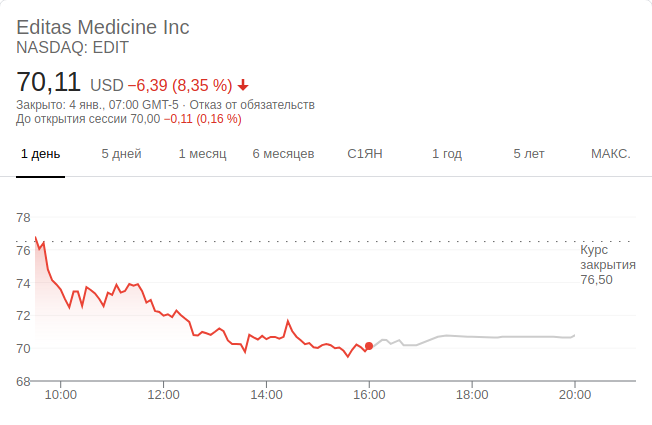 Editas Medicine Inc
NASDAQ: EDIT
70,11 USD −6,39 (8,35 %)
Закрыто: 4 янв., 07:00 GMT-5 · Отказ от обязательств
До открытия сессии 70,00 −0,11 (0,16 %)
1 день 5 дней 1 месяц 6 месяцев С1ЯН 1 год 5 лет МАКС.
78
76
74
72
70
68
Курс
закрытия
76,50
10:00 12:00 14:00 16:00 18:00 20:00